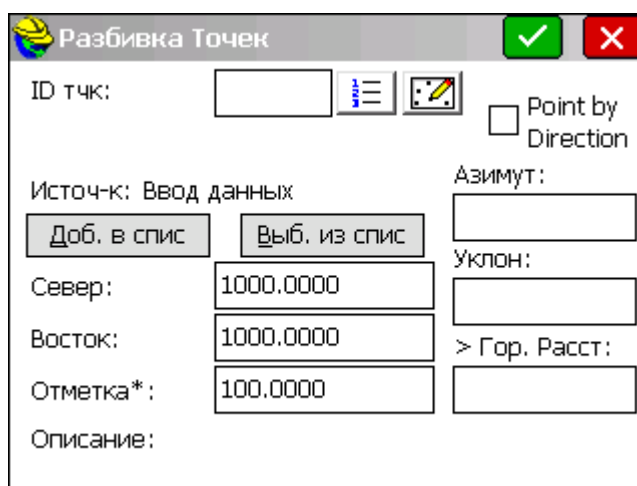 Разбивка Точек
ID тчк:
Point by
Direction
Источ-к: Ввод данных
Азимут:
Доб. в спис
Выб. из спис
Уклон:
Север:
1000.0000
Восток:
1000.0000
> Гор. Расст:
Отметка*:
100.0000
Описание: